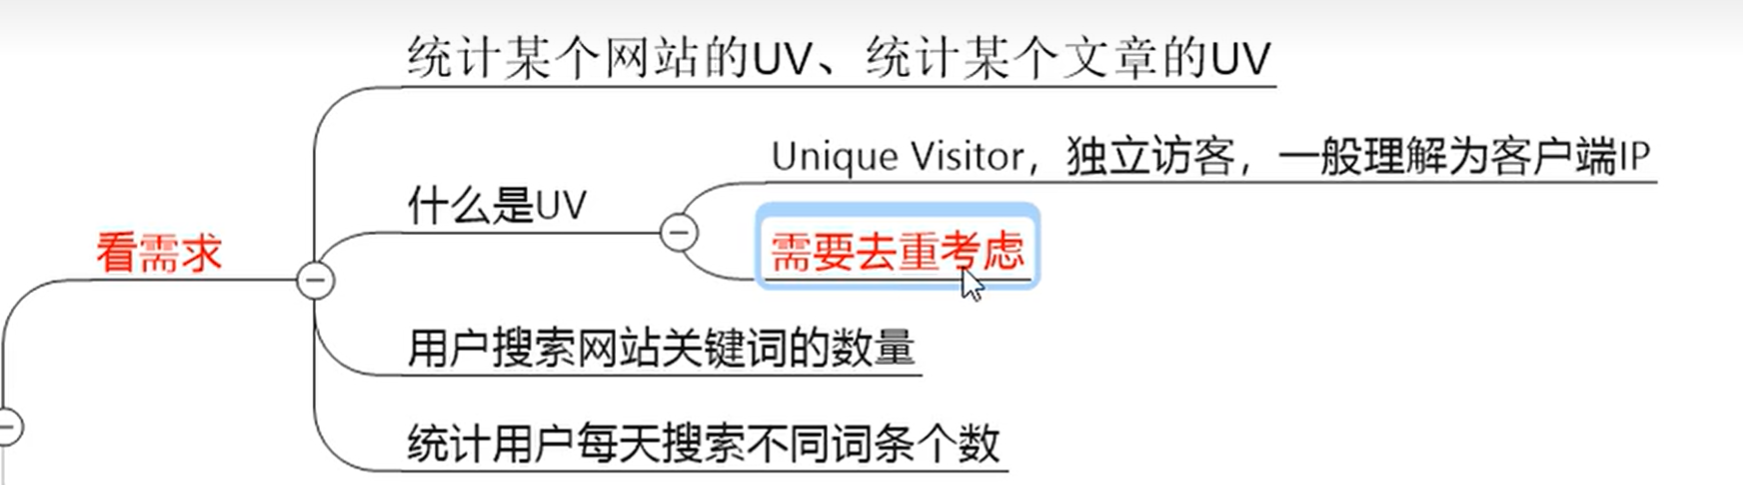 统计某个网站的UV、统计某个文章的UV
Unique Visitor，独立访客，一般理解为客户端IP
什么是UV
需要去重考虑
看需求
用户搜索网站关键词的数量
统计用户每天搜索不同词条个数